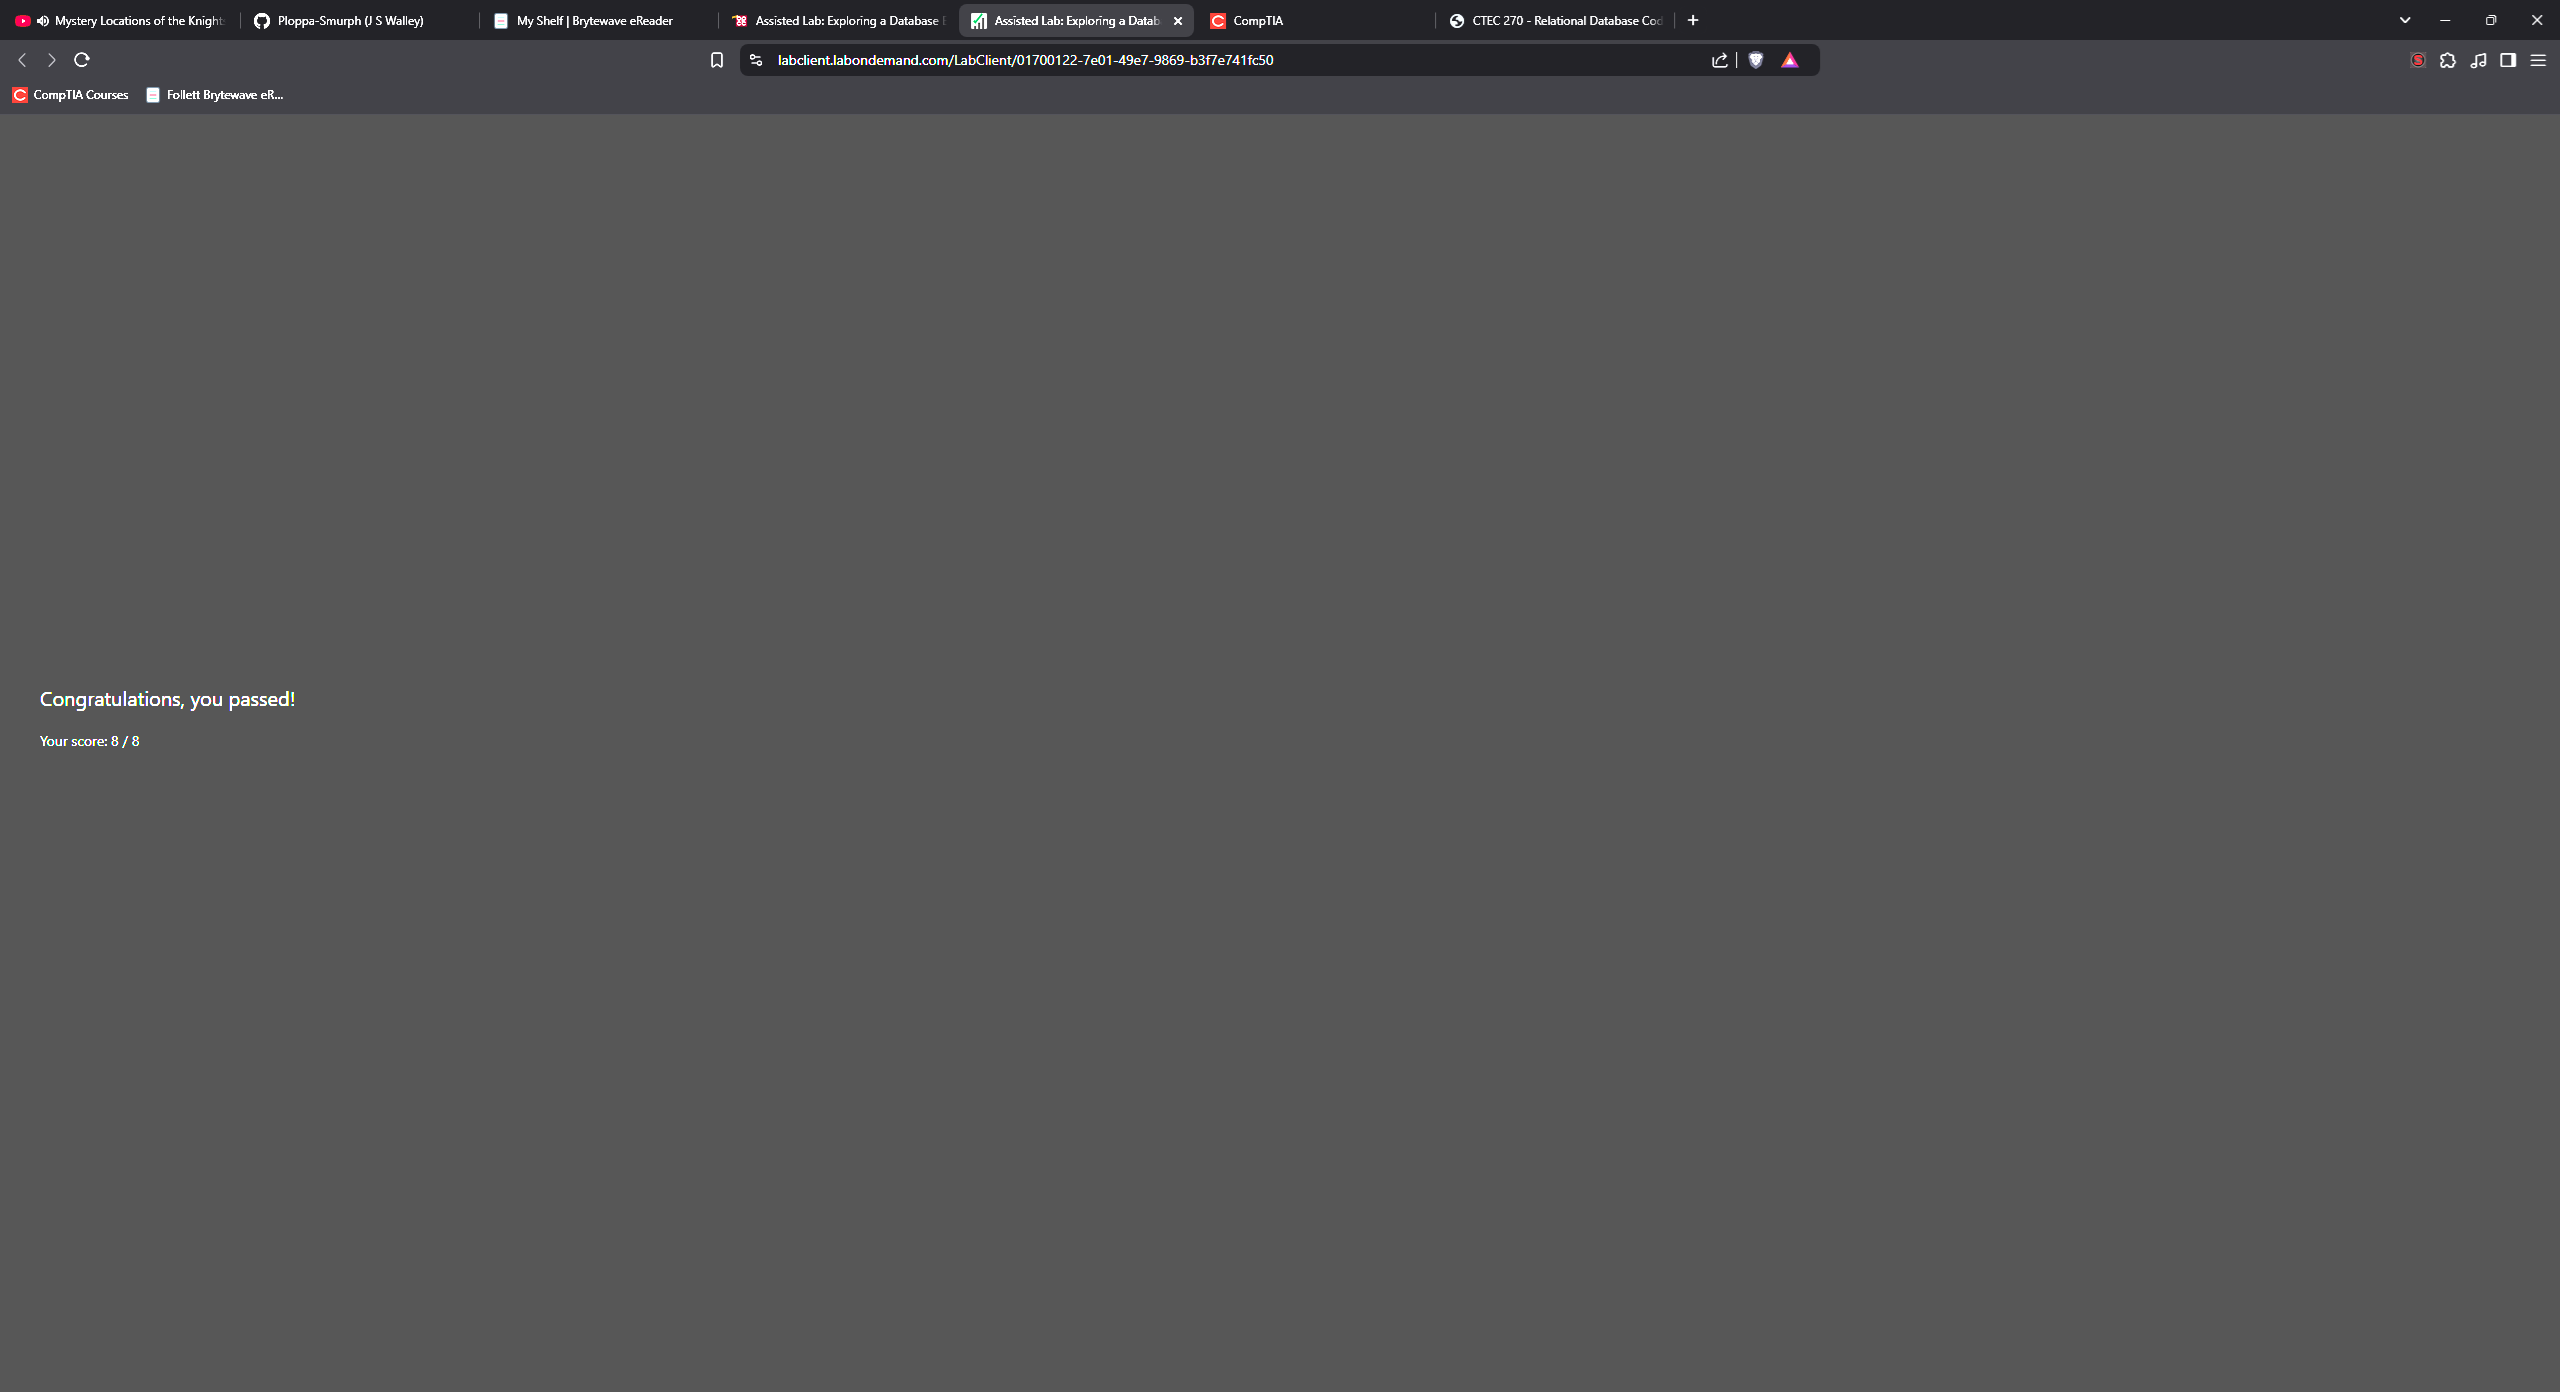 Mystery Locations of the Knight
Ploppa-Smurph (J S Walley)
My Shelf | Brytewave eReader
Assisted Lab: Exploring a Database
Assisted Lab: Exploring a Datab
CompTIA
CTEC 270 - Relational Database Cod
labclient.labondemand.com/LabClient/01700122-7e01-49e7-9869-b3f7e741fc50
CompTIA Courses
Follett Brytewave eR...
Congratulations, you passed!
Your score: 8 / 8